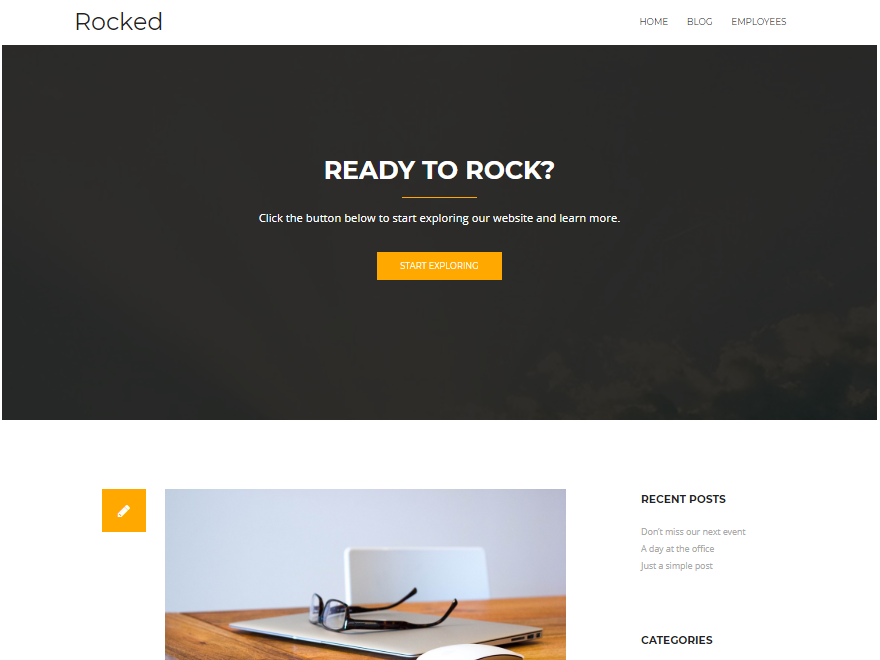 Rocked
HOME BLOG EMPLOYEES
READY TO ROCK?
Click the button below to start exploring our website and learn more.
START EXPLORING
RECENT POSTS
Don't miss our next event
A day at the office
Just a simple post
CATEGORIES